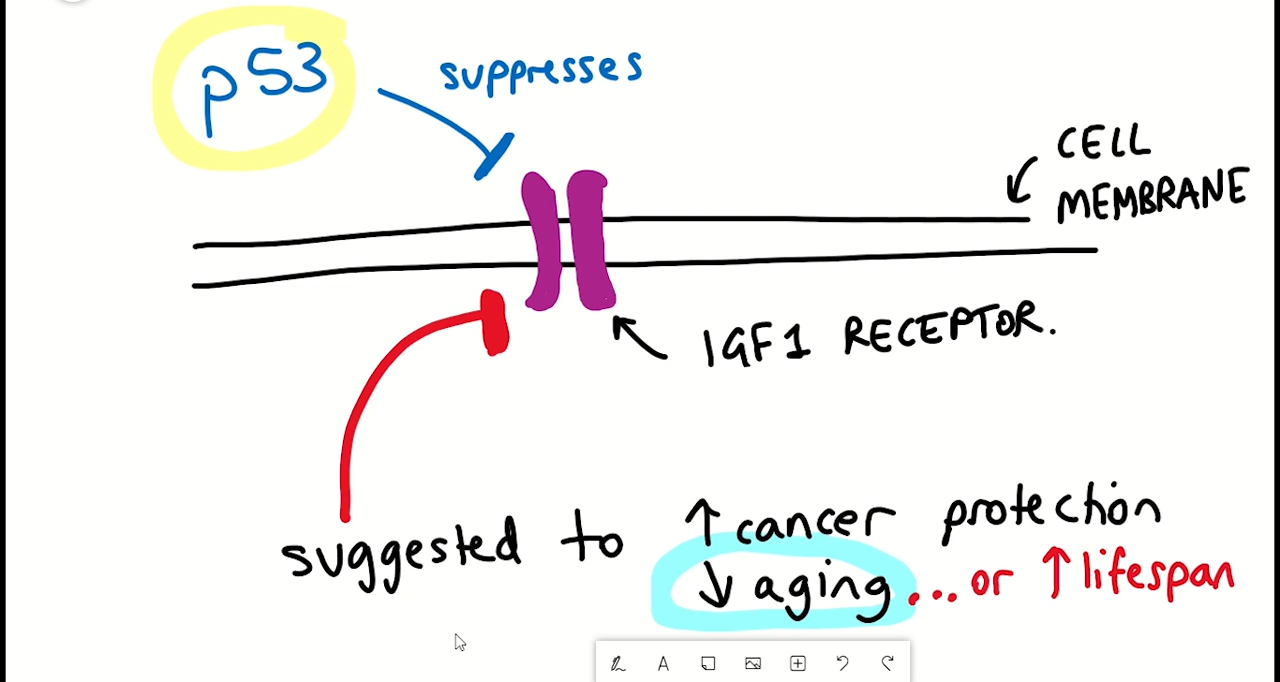 p53
suppresses
CELL
MEMBRANE
IGF1 RECEPTOR.
suggested to ↑ cancer protection
↓ aging ... or ↑ lifespan
A